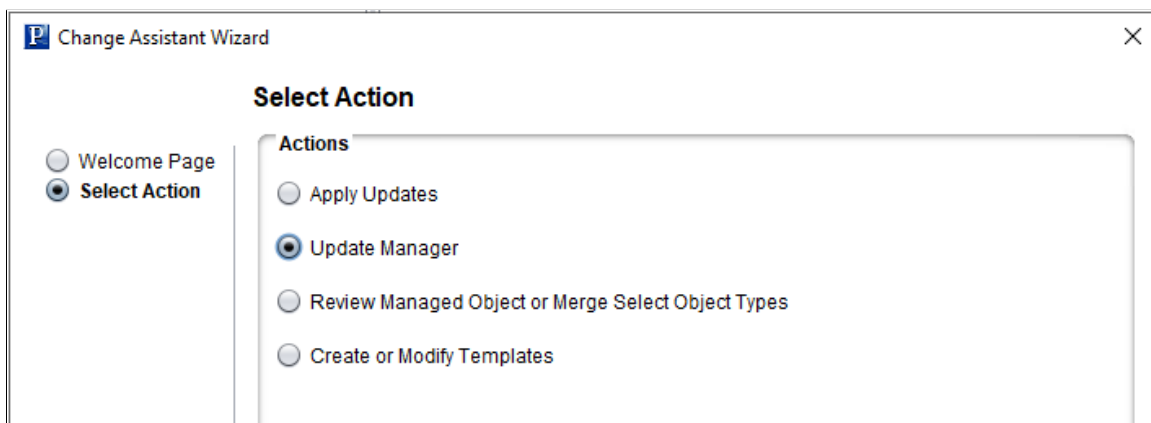 P Change Assistant Wizard
Select Action
Actions
Welcome Page
Select Action
Apply Updates
Update Manager
Review Managed Object or Merge Select Object Types
Create or Modify Templates